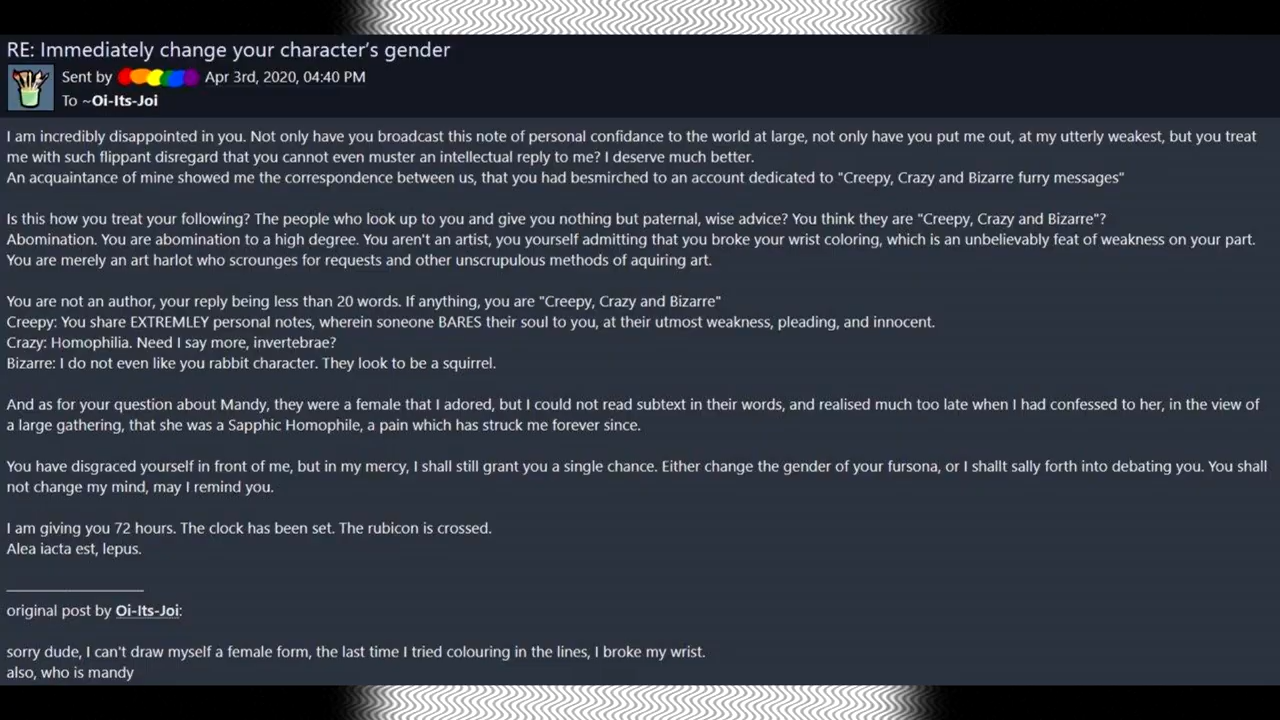 RE: Immediately change your character's gender
Sent by Apr 3rd, 2020, 04:40 PM
To ~Oi-Its-Joi
I am incredibly disappointed in you. Not only have you broadcast this note of personal confidance to the world at large, not only have you put me out, at my utterly weakest, but you treat
me with such flippant disregard that you cannot even muster an intellectual reply to me? I deserve much better.
An acquaintance of mine showed me the correspondence between us, that you had besmirched to an account dedicated to "Creepy, Crazy and Bizarre furry messages"
Is this how you treat your following? The people who look up to you and give you nothing but paternal, wise advice? You think they are "Creepy, Crazy and Bizarre"?
Abomination. You are abomination to a high degree. You aren't an artist, you yourself admitting that you broke your wrist coloring, which is an unbelievably feat of weakness on your part.
You are merely an art harlot who scrounges for requests and other unscrupulous methods of aquiring art.
You are not an author, your reply being less than 20 words. If anything, you are "Creepy, Crazy and Bizarre"
Creepy: You share EXTREMLEY personal notes, wherein soneone BARES their soul to you, at their utmost weakness, pleading, and innocent.
Crazy: Homophilia. Need I say more, invertebrae?
Bizarre: I do not even like you rabbit character. They look to be a squirrel.
And as for your question about Mandy, they were a female that I adored, but I could not read subtext in their words, and realised much too late when I had confessed to her, in the view of
a large gathering, that she was a Sapphic Homophile, a pain which has struck me forever since.
You have disgraced yourself in front of me, but in my mercy, I shall still grant you a single chance. Either change the gender of your fursona, or I shallt sally forth into debating you. You shall
not change my mind, may I remind you.
I am giving you 72 hours. The clock has been set. The rubicon is crossed.
Alea iacta est, lepus.
original post by Oi-Its-Joi:
sorry dude, I can't draw myself a female form, the last time I tried colouring in the lines, I broke my wrist.
also, who is mandy